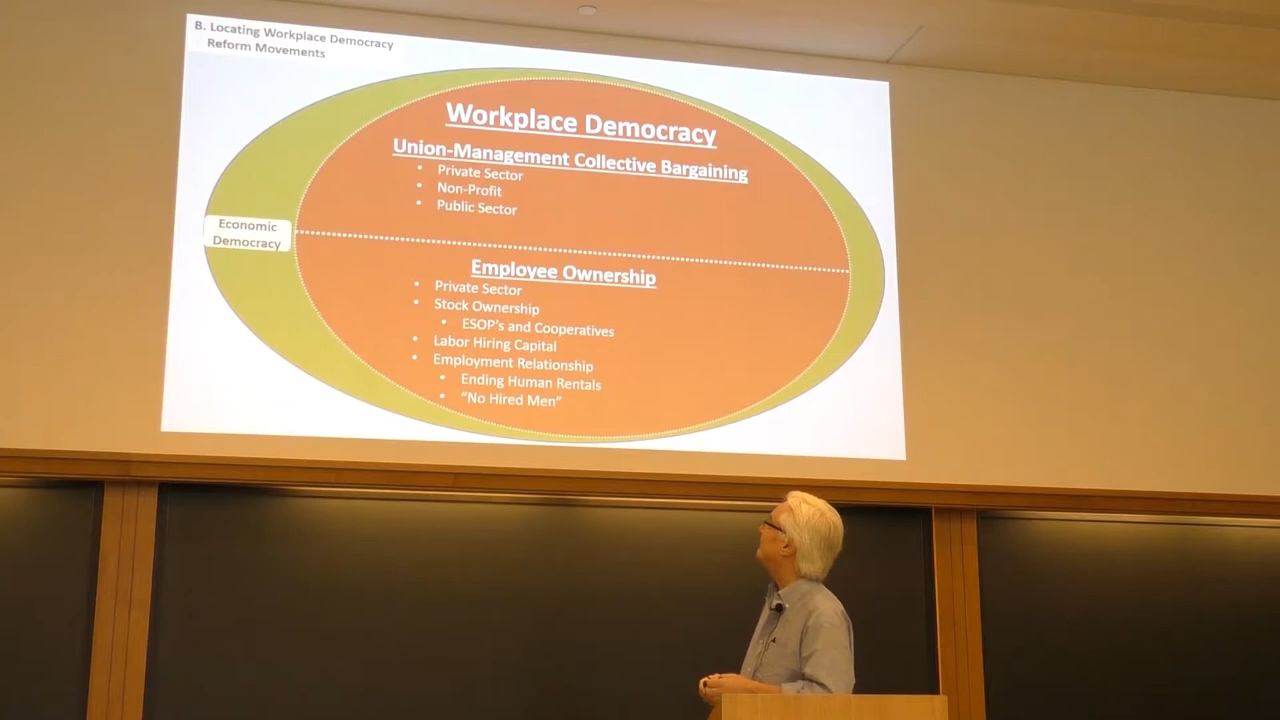 B. Locating Workplace Democracy
Reform Movements
Workplace Democracy
Union-Management Collective Bargaining
• Private Sector
• Non-Profit
• Public Sector
Economic
Democracy
Employee Ownership
• Private Sector
• Stock Ownership
• ESOP's and Cooperatives
• Labor Hiring Capital
• Employment Relationship
• Ending Human Rentals
• "No Hired Men"